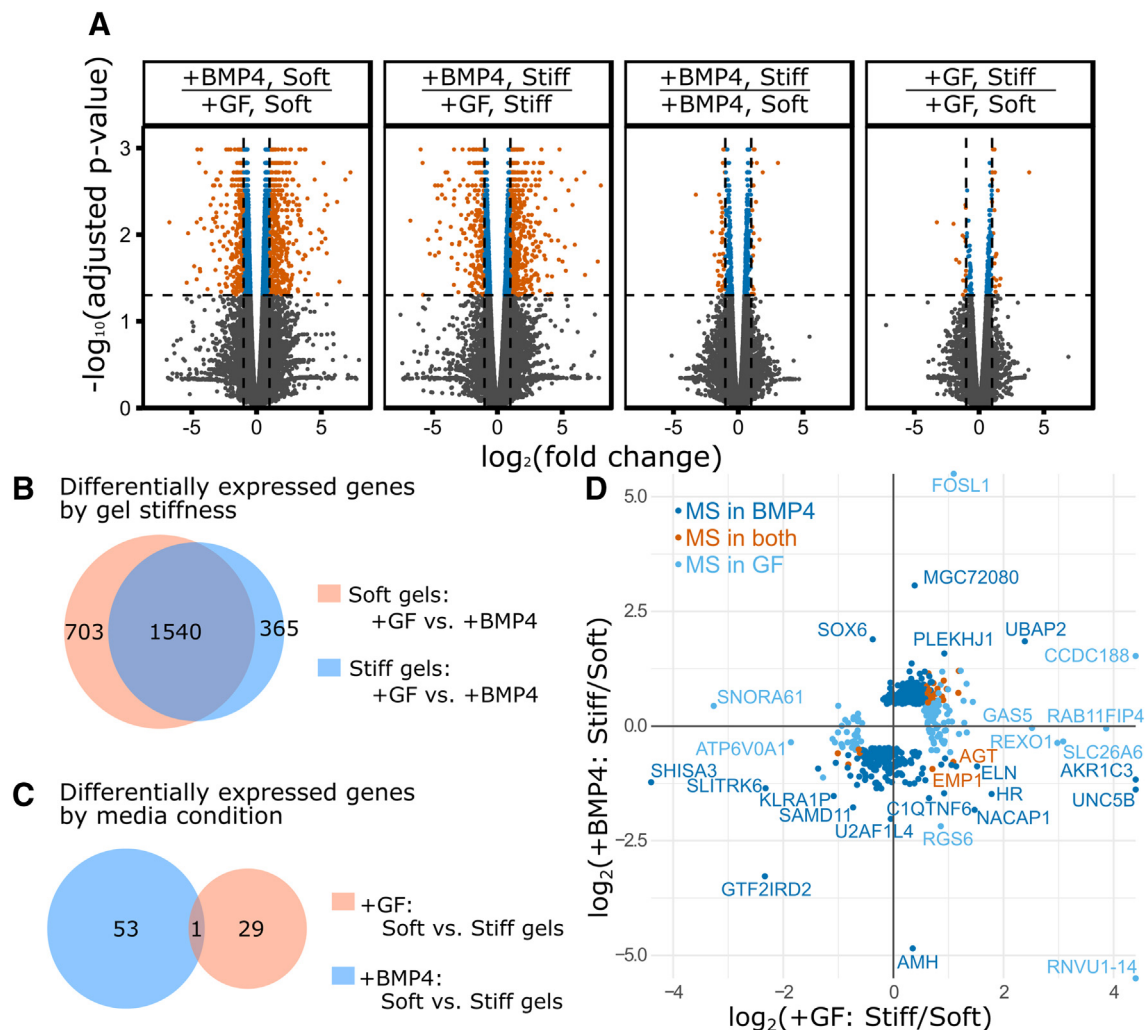 A
+BMP4, Soft
+GF, Soft
+BMP4, Stiff
+GF, Stiff
+BMP4, Stiff
+BMP4, Soft
+GF, Stiff
+GF, Soft
-log₁₀(adjusted p-value)
3
2
1
0
-5 0 5
-5 0 5
-5 0 5
-5 0 5
log₂(fold change)
B Differentially expressed genes
by gel stiffness
703 1540 365
Soft gels:
+GF vs. +BMP4
Stiff gels:
+GF vs. +BMP4
C Differentially expressed genes
by media condition
53 1 29
+GF:
Soft vs. Stiff gels
+BMP4:
Soft vs. Stiff gels
D
log₂(+BMP4: Stiff/Soft)
5.0
2.5
0.0
−2.5
−5.0
MS in BMP4
MS in both
MS in GF
FOSL1
MGC72080
SOX6
PLEKHJ1
UBAP2
CCDC188
SNORA61
GAS5
RAB11FIP4
ATP6V0A1
REXO1
SLC26A6
AGT
SHISA3
ELN
AKR1C3
SLITRK6
EMP1
KLRA1P
HR
UNC5B
SAMD11
C1QTNF6
NACAP1
U2AF1L4
RGS6
GTF2IRD2
AMH
RNVU1-14
−4 −2 0 2 4
log₂(+GF: Stiff/Soft)